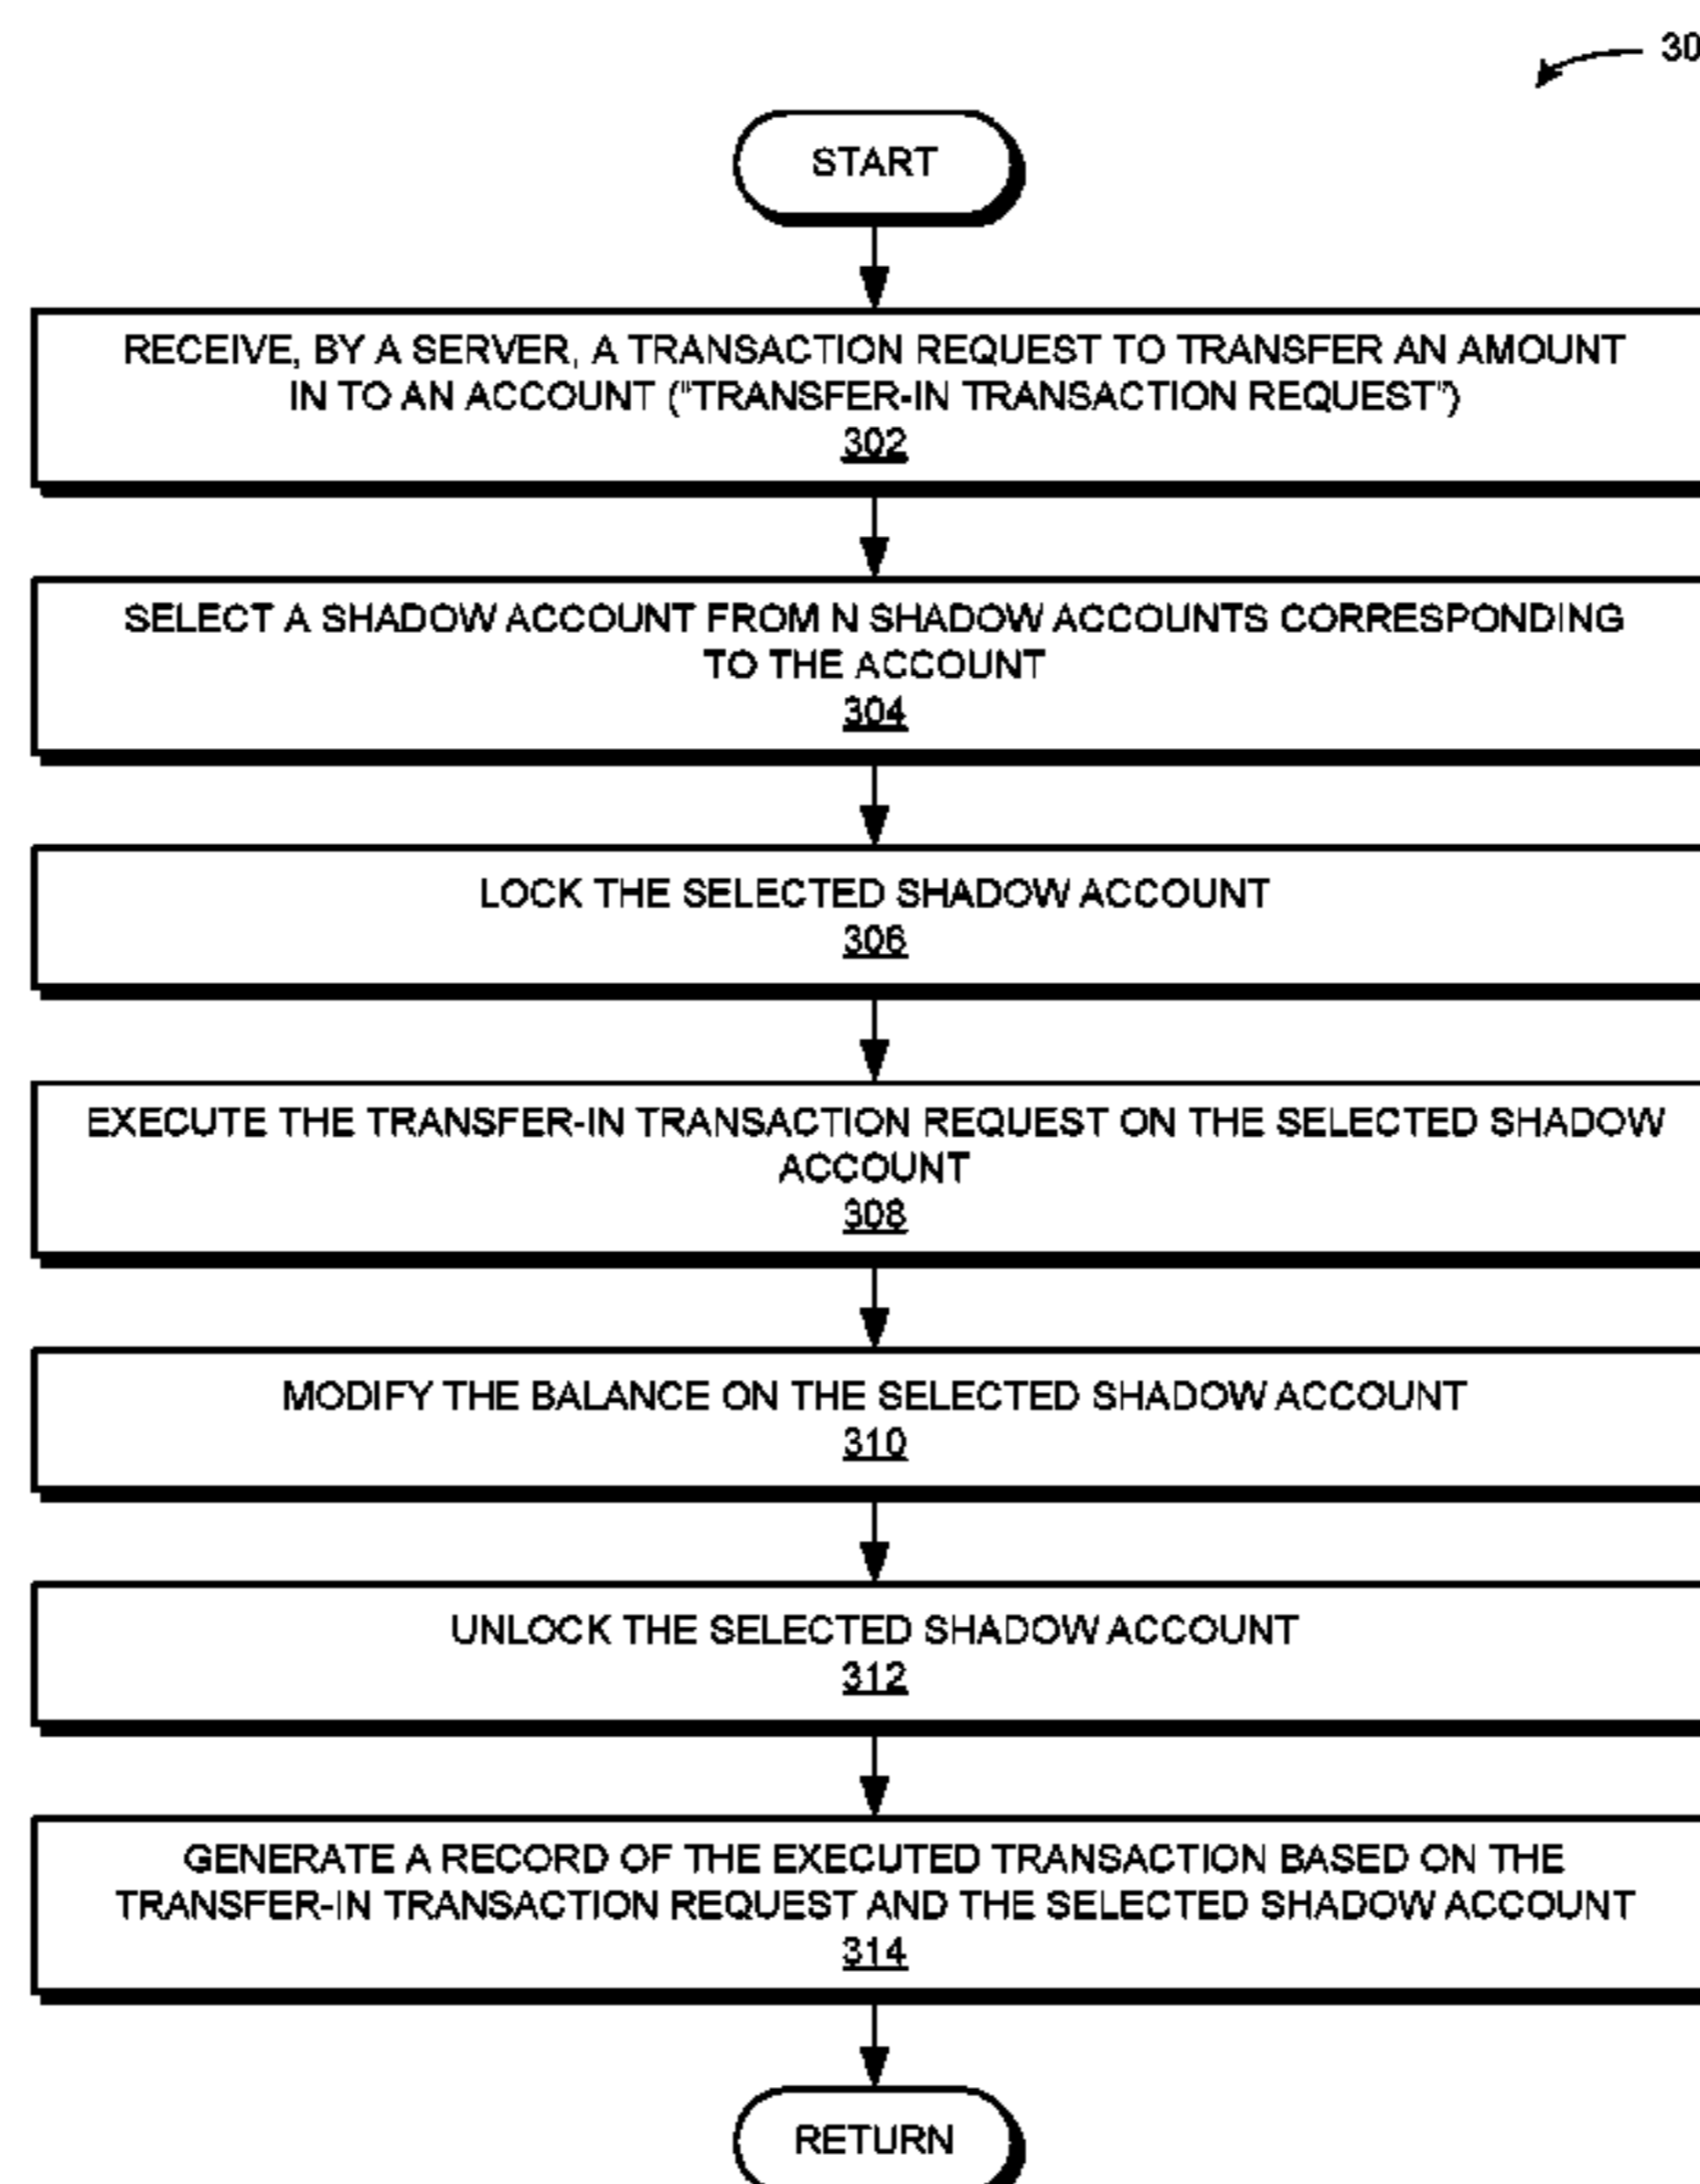 30
START
RECEIVE, BY A SERVER, A TRANSACTION REQUEST TO TRANSFER AN AMOUNT
IN TO AN ACCOUNT ("TRANSFER-IN TRANSACTION REQUEST")
302
SELECT A SHADOW ACCOUNT FROM N SHADOW ACCOUNTS CORRESPONDING
TO THE ACCOUNT
304
LOCK THE SELECTED SHADOW ACCOUNT
306
EXECUTE THE TRANSFER-IN TRANSACTION REQUEST ON THE SELECTED SHADOW
ACCOUNT
308
MODIFY THE BALANCE ON THE SELECTED SHADOW ACCOUNT
310
UNLOCK THE SELECTED SHADOW ACCOUNT
312
GENERATE A RECORD OF THE EXECUTED TRANSACTION BASED ON THE
TRANSFER-IN TRANSACTION REQUEST AND THE SELECTED SHADOW ACCOUNT
314
RETURN